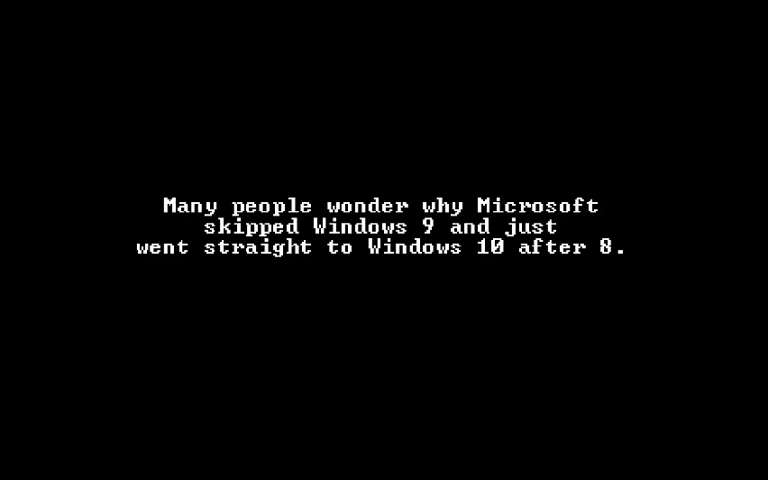 Many people wonder why Microsoft
skipped Windows 9 and just
went straight to Windows 10 after 8.